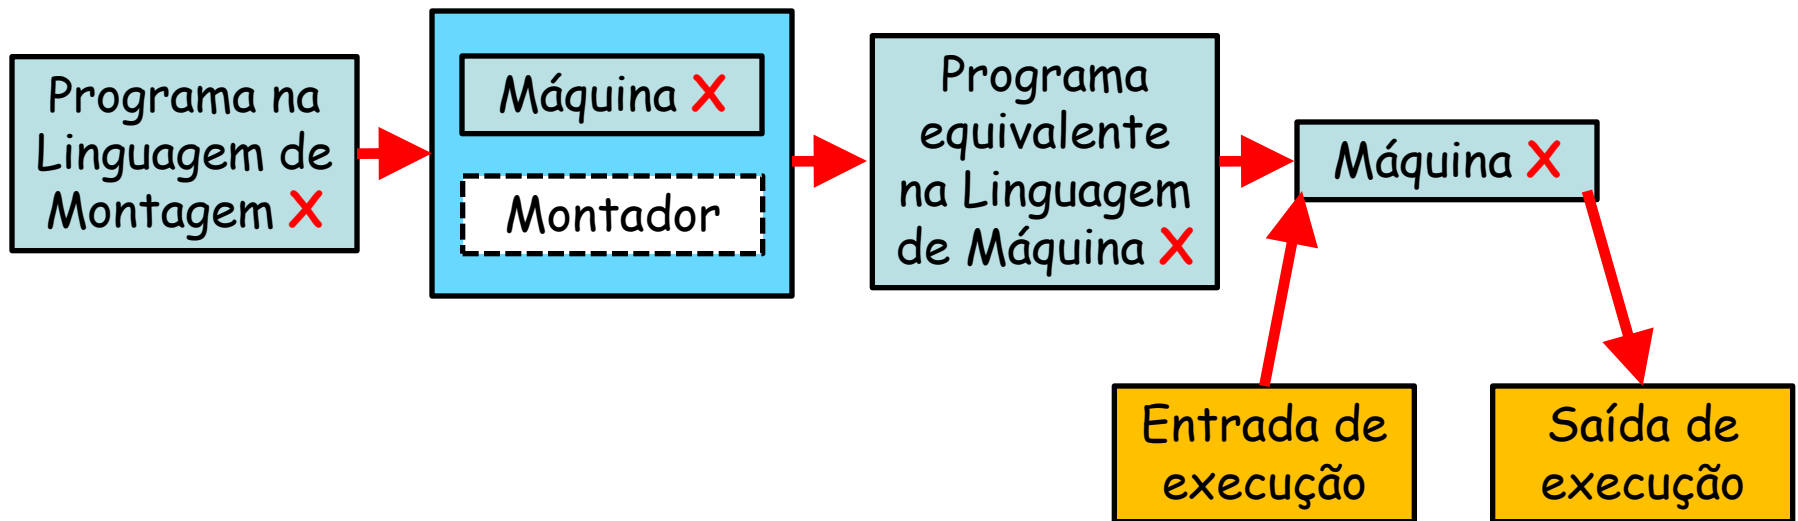 Programa na
Linguagem de
Montagem X
Máquina X
Montador
Programa
equivalente
na Linguagem
de Máquina X
Máquina X
Entrada de
execução
Saída de
execução